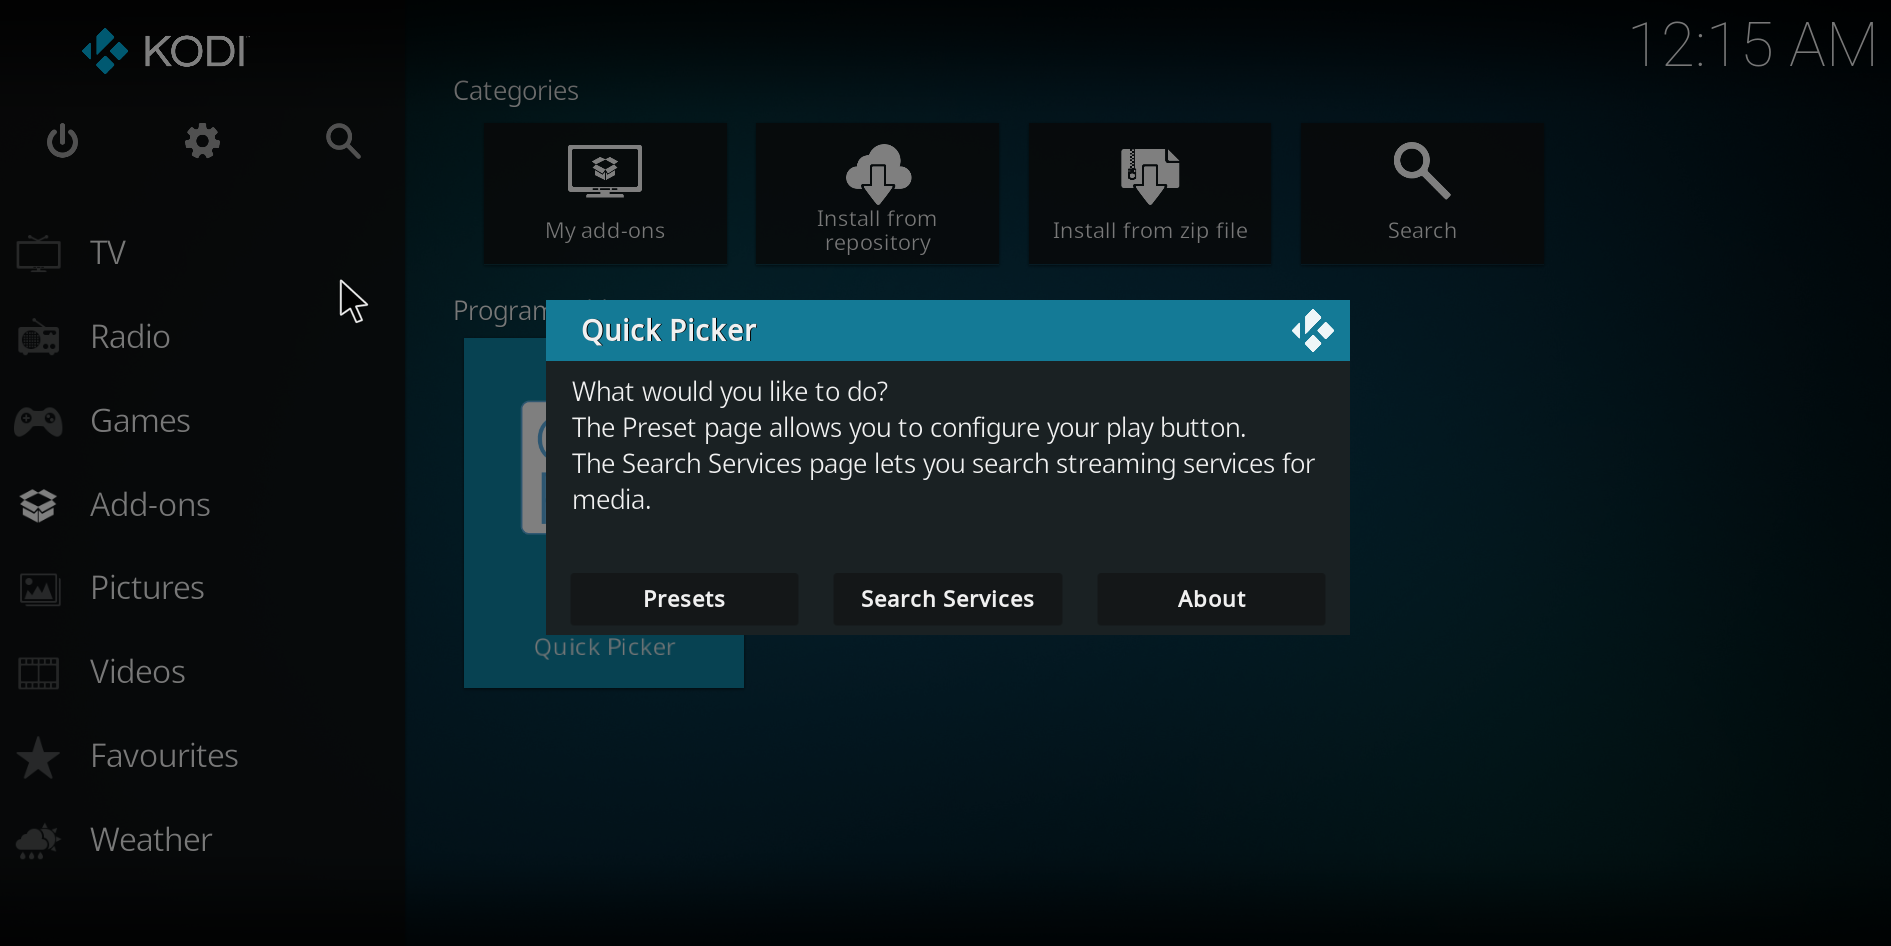 KODI
12:15 AM
TV
Radio
Games
Add-ons
Pictures
Videos
Favourites
Weather
Categories
My add-ons
Install from
repository
Install from zip file
Search
Quick Picker
What would you like to do?
The Preset page allows you to configure your play button.
The Search Services page lets you search streaming services for
media.
Presets
Search Services
About
Quick Picker